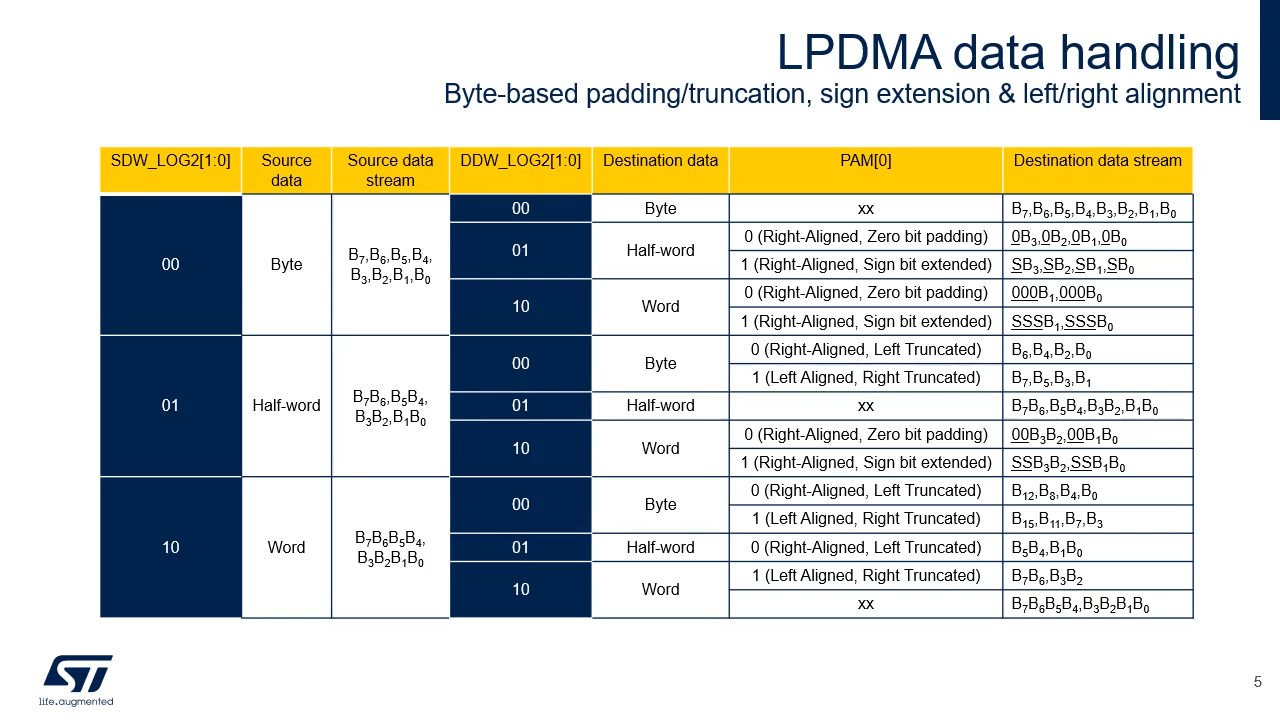 LPDMA data handling
Byte-based padding/truncation, sign extension & left/right alignment
SDW_LOG2[1:0] Source data Source data stream DDW_LOG2[1:0] Destination data PAM[0] Destination data stream
00 Byte B7,B6,B5,B4,
B3,B2,B1,B0
00 Byte xx B7,B6,B5,B4,B3,B2,B1,B0
01 Half-word 0 (Right-Aligned, Zero bit padding) 0B3,0B2,0B1,0B0
1 (Right-Aligned, Sign bit extended) SB3,SB2,SB1,SB0
10 Word 0 (Right-Aligned, Zero bit padding) 000B1,000B0
1 (Right-Aligned, Sign bit extended) SSSB1,SSSB0
01 Half-word B7B6,B5B4,
B3B2,B1B0
00 Byte 0 (Right-Aligned, Left Truncated) B6,B4,B2,B0
1 (Left Aligned, Right Truncated) B7,B5,B3,B1
01 Half-word xx B7B6,B5B4,B3B2,B1B0
10 Word 0 (Right-Aligned, Zero bit padding) 00B3B2,00B1B0
1 (Right-Aligned, Sign bit extended) SSB3B2,SSB1B0
10 Word B7B6B5B4,
B3B2B1B0
00 Byte 0 (Right-Aligned, Left Truncated) B12,B8,B4,B0
1 (Left Aligned, Right Truncated) B15,B11,B7,B3
01 Half-word 0 (Right-Aligned, Left Truncated) B5B4,B1B0
10 Word 1 (Left Aligned, Right Truncated) B7B6,B3B2
xx B7B6B5B4,B3B2B1B0
ST
life.augmented
5